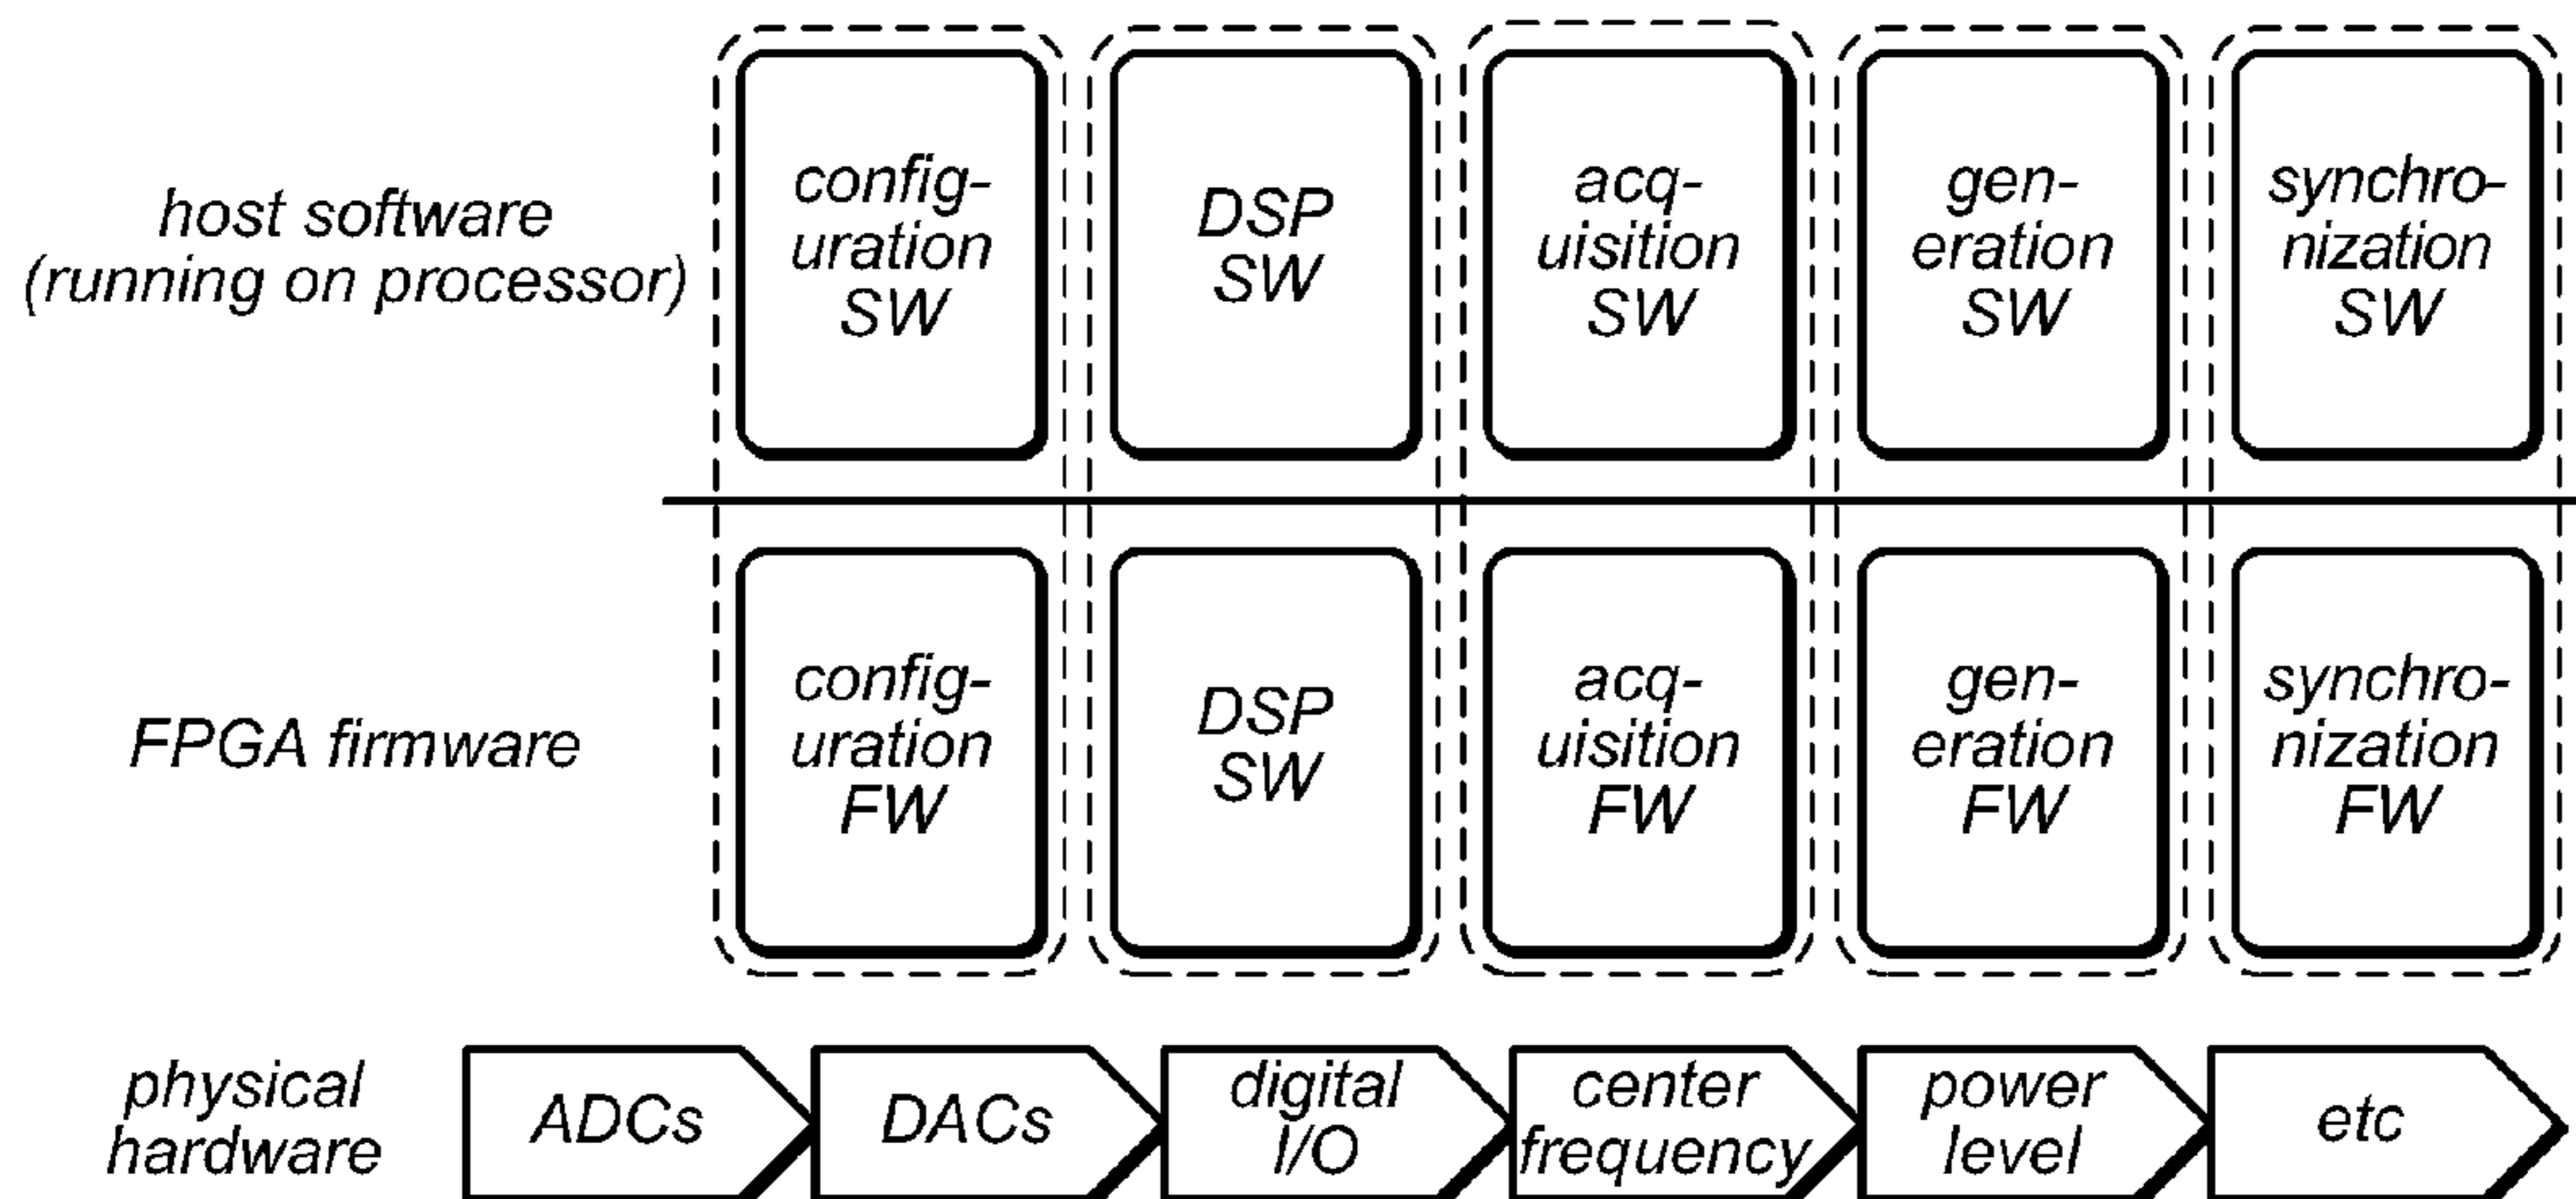 host software
(running on processor)
config-
uration
SW
DSP
SW
acq-
uisition
SW
gen-
eration
SW
synchro-
nization
SW
FPGA firmware
config-
uration
FW
DSP
SW
acq-
uisition
FW
gen-
eration
FW
synchro-
nization
FW
physical
hardware
ADCs
DACs
digital
I/O
center
frequency
power
level
etc